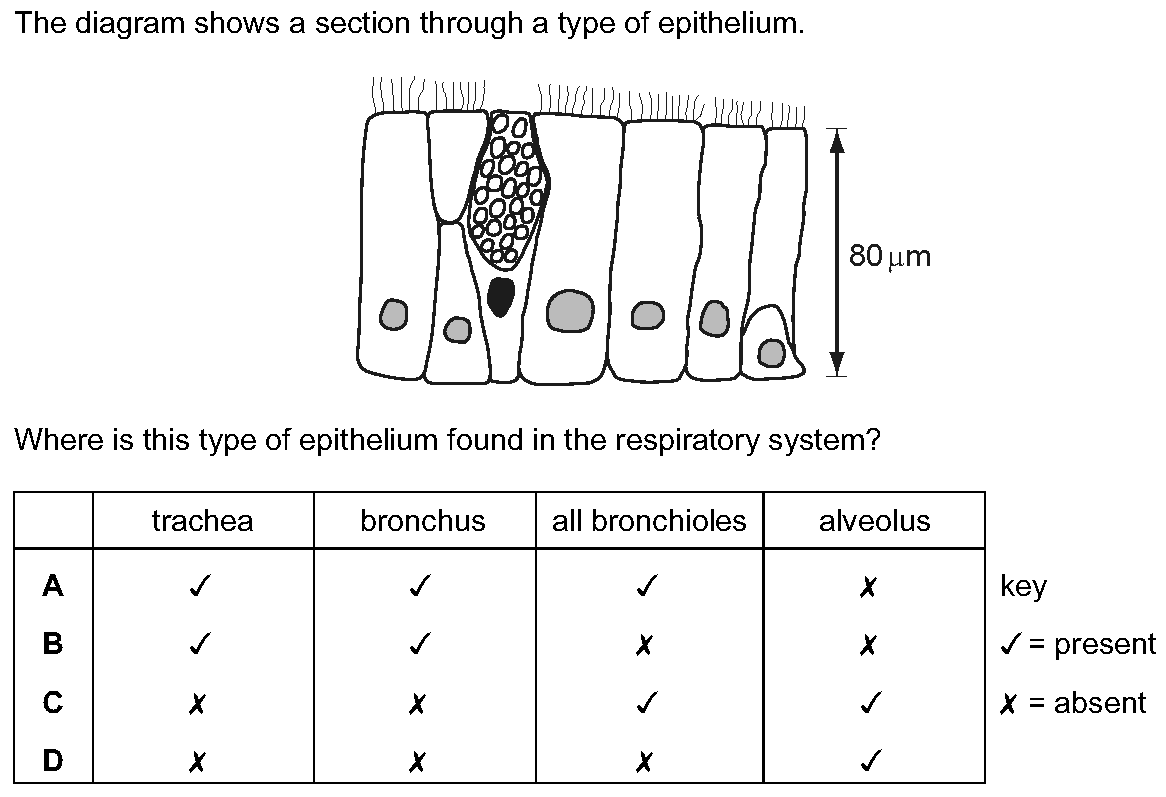 The diagram shows a section through a type of epithelium.
80 µm
Where is this type of epithelium found in the respiratory system?
trachea bronchus all bronchioles alveolus
A ✓ ✓ ✓ ✗ key
B ✓ ✓ ✗ ✗ ✓ = present
C ✗ ✗ ✓ ✓ ✗ = absent
D ✗ ✗ ✗ ✓